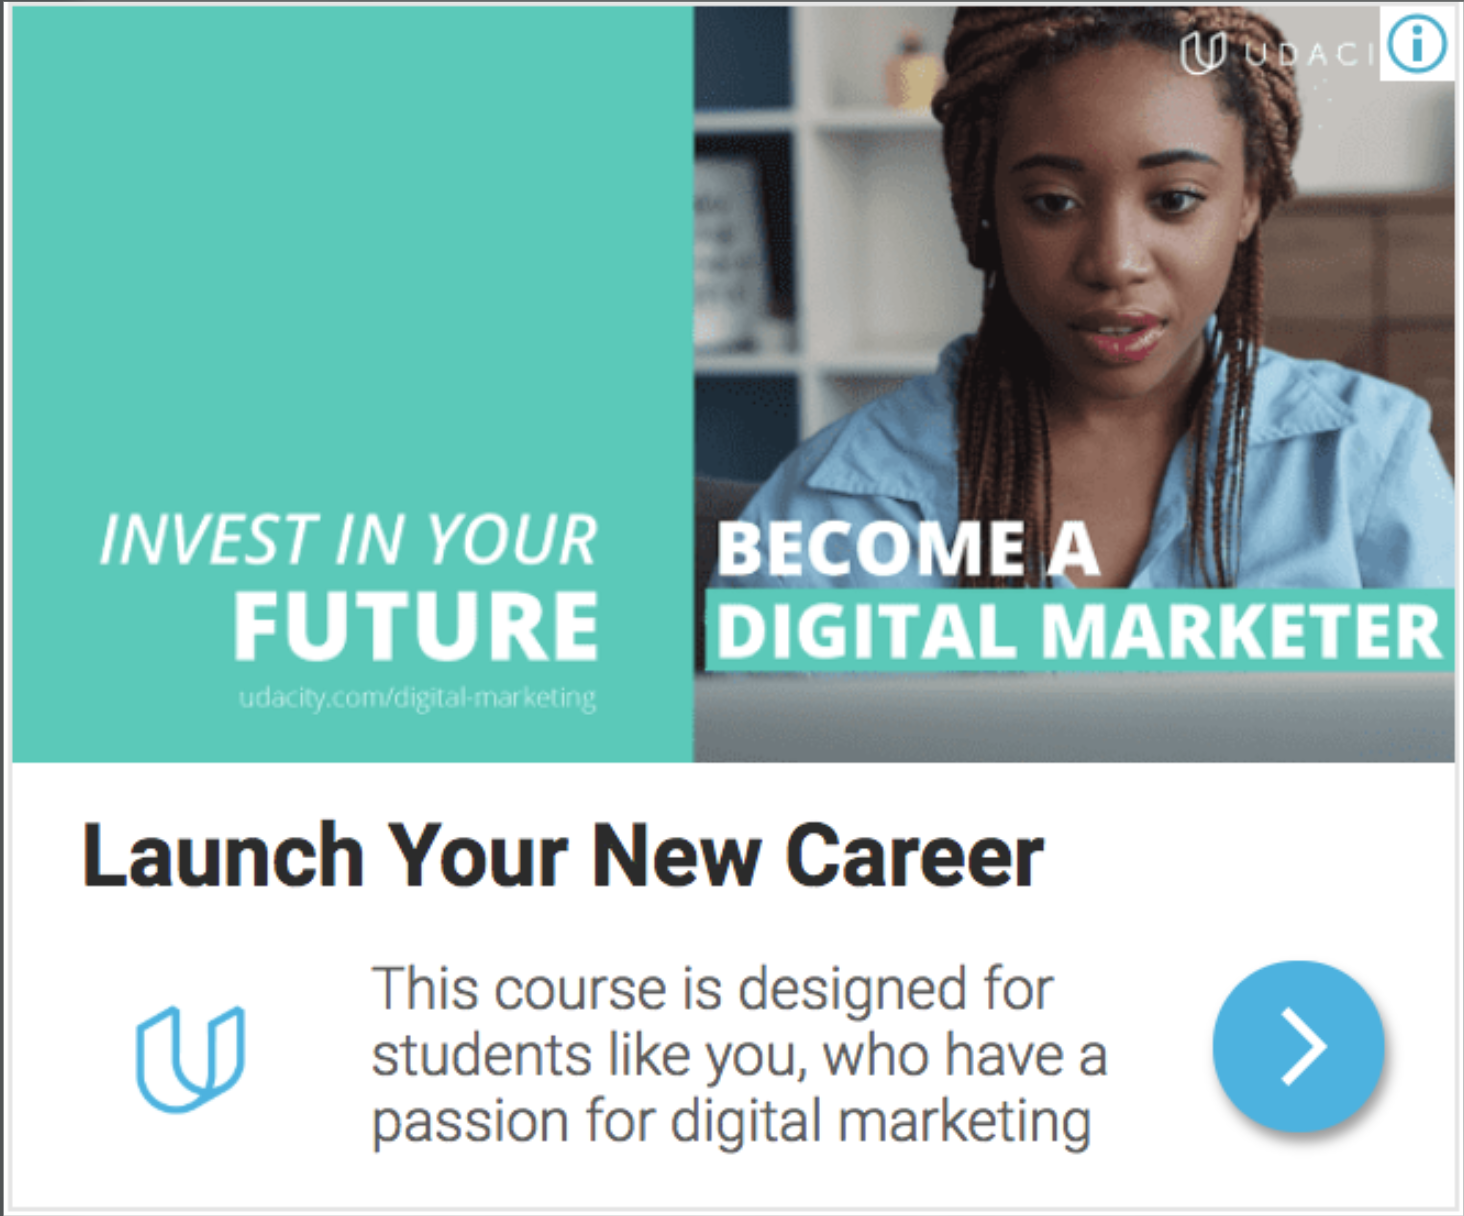 UDACI
INVEST IN YOUR
FUTURE
udacity.com/digital-marketing
BECOME A
DIGITAL MARKETER
Launch Your New Career
This course is designed for
students like you, who have a
passion for digital marketing